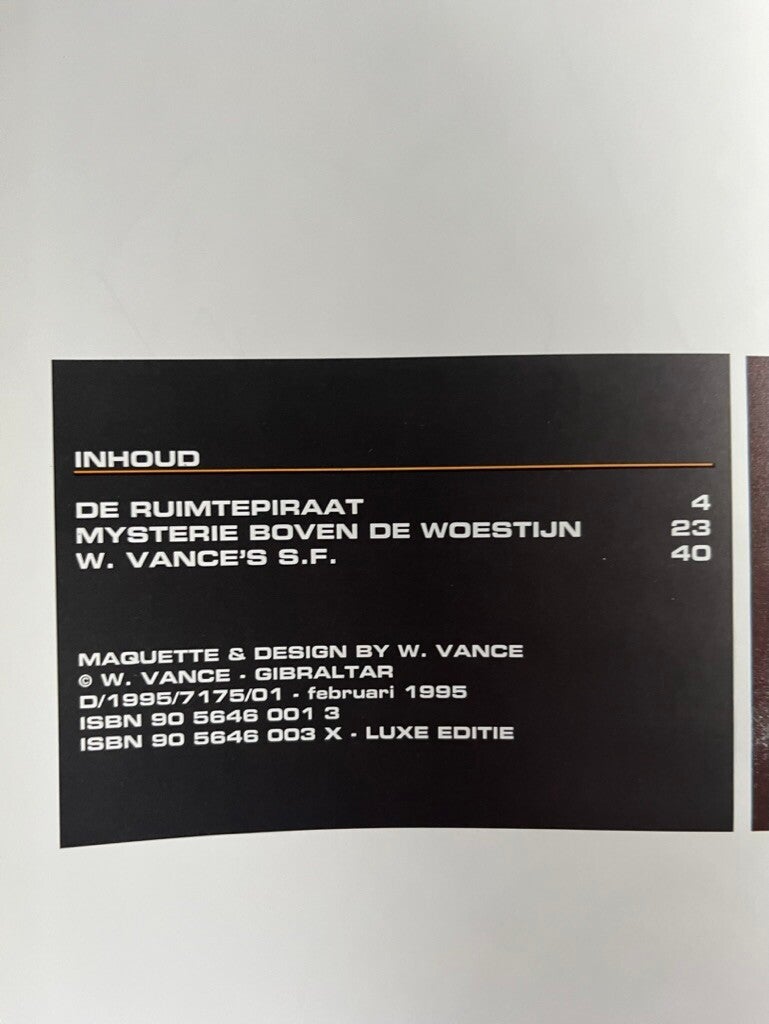 INHOUD
DE RUIMTEPIRAAT 4
MYSTERIE BOVEN DE WOESTIJN 23
W. VANCE'S S.F. 40
MAQUETTE & DESIGN BY W. VANCE
© W. VANCE - GIBRALTAR
D/1995/7175/01 - februari 1995
ISBN 90 5646 001 3
ISBN 90 5646 003 X - LUXE EDITIE